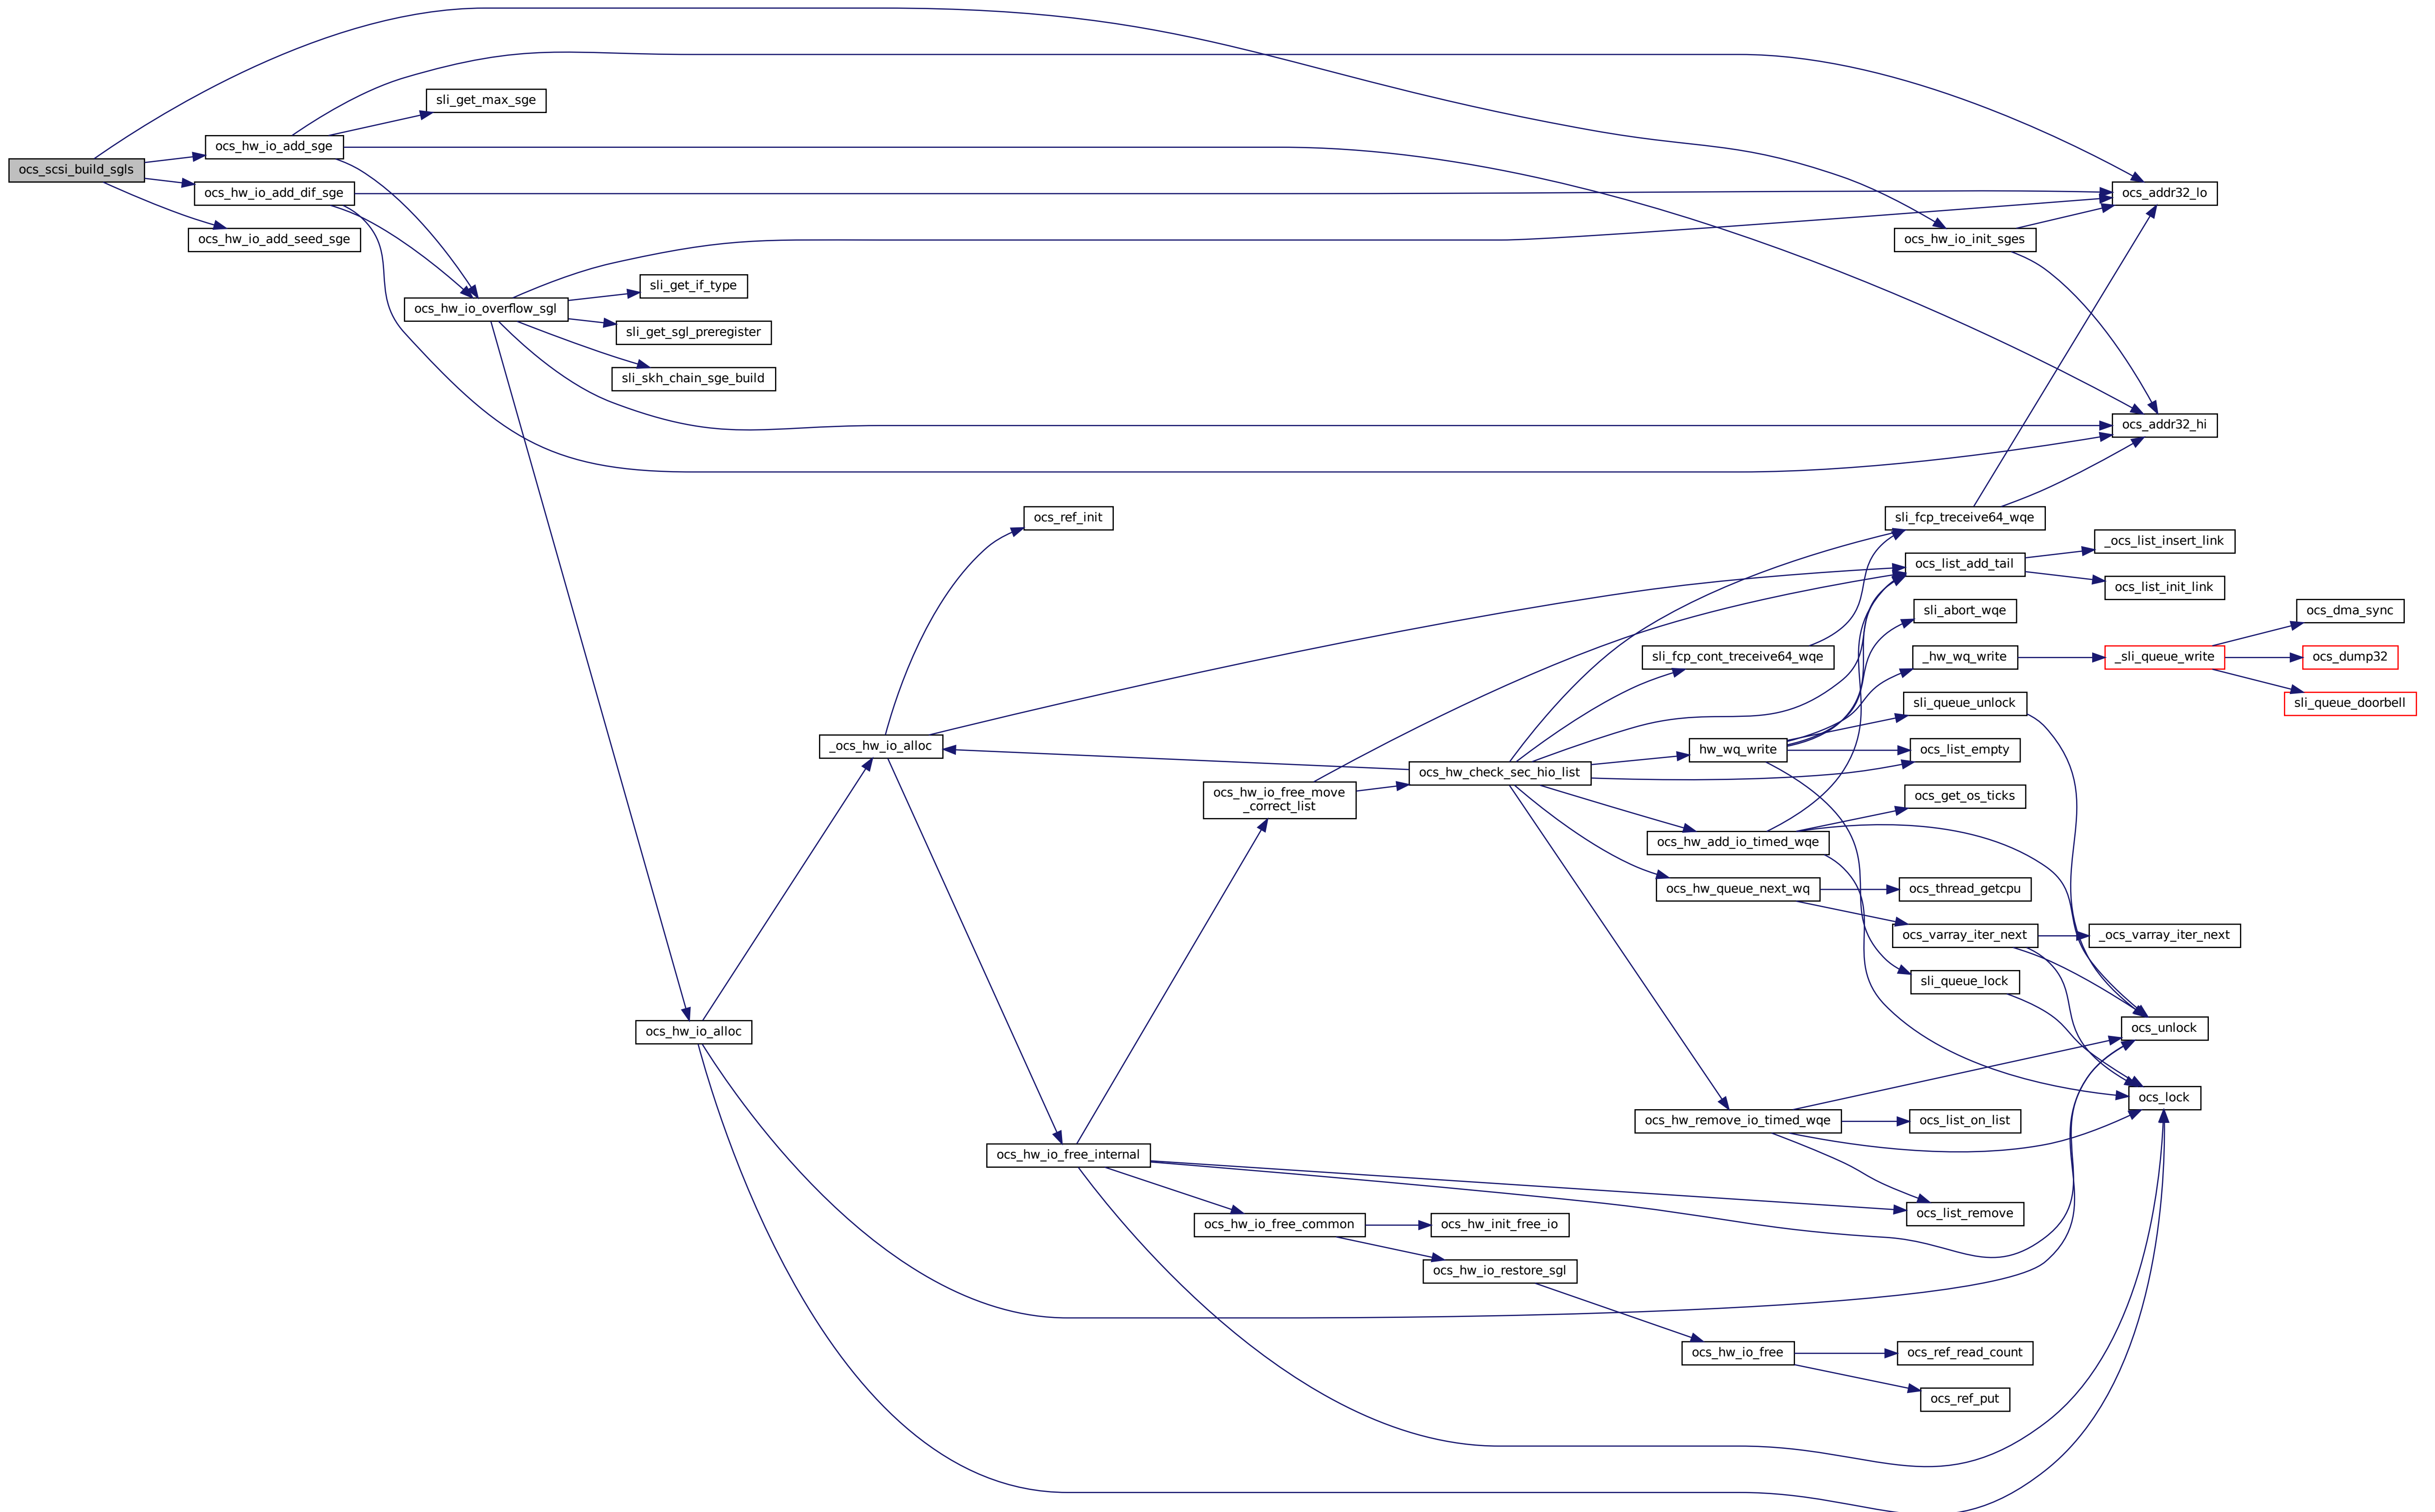 sli_get_max_sge
ocs_hw_io_add_sge
ocs_scsi_build_sgls
ocs_hw_io_add_dif_sge
ocs_addr32_lo
ocs_hw_io_add_seed_sge
ocs_hw_io_init_sges
sli_get_if_type
ocs_hw_io_overflow_sgl
sli_get_sgl_preregister
sli_skh_chain_sge_build
ocs_addr32_hi
ocs_ref_init
sli_fcp_treceive64_wqe
_ocs_list_insert_link
ocs_list_add_tail
ocs_list_init_link
sli_abort_wqe
ocs_dma_sync
sli_fcp_cont_treceive64_wqe
_hw_wq_write
_sli_queue_write
ocs_dump32
sli_queue_unlock
sli_queue_doorbell
_ocs_hw_io_alloc
hw_wq_write
ocs_list_empty
ocs_hw_check_sec_hio_list
ocs_hw_io_free_move
_correct_list
ocs_get_os_ticks
ocs_hw_add_io_timed_wqe
ocs_hw_queue_next_wq
ocs_thread_getcpu
ocs_varray_iter_next
_ocs_varray_iter_next
sli_queue_lock
ocs_hw_io_alloc
ocs_unlock
ocs_lock
ocs_hw_remove_io_timed_wqe
ocs_list_on_list
ocs_hw_io_free_internal
ocs_list_remove
ocs_hw_io_free_common
ocs_hw_init_free_io
ocs_hw_io_restore_sgl
ocs_hw_io_free
ocs_ref_read_count
ocs_ref_put